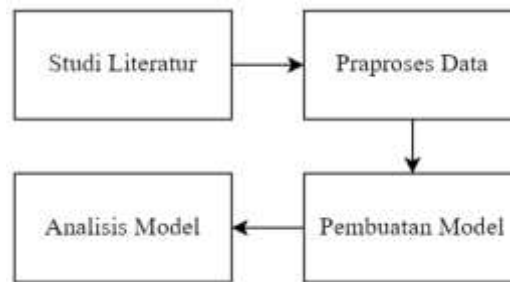 Studi Literatur
Praproses Data
Analisis Model
Pembuatan Model